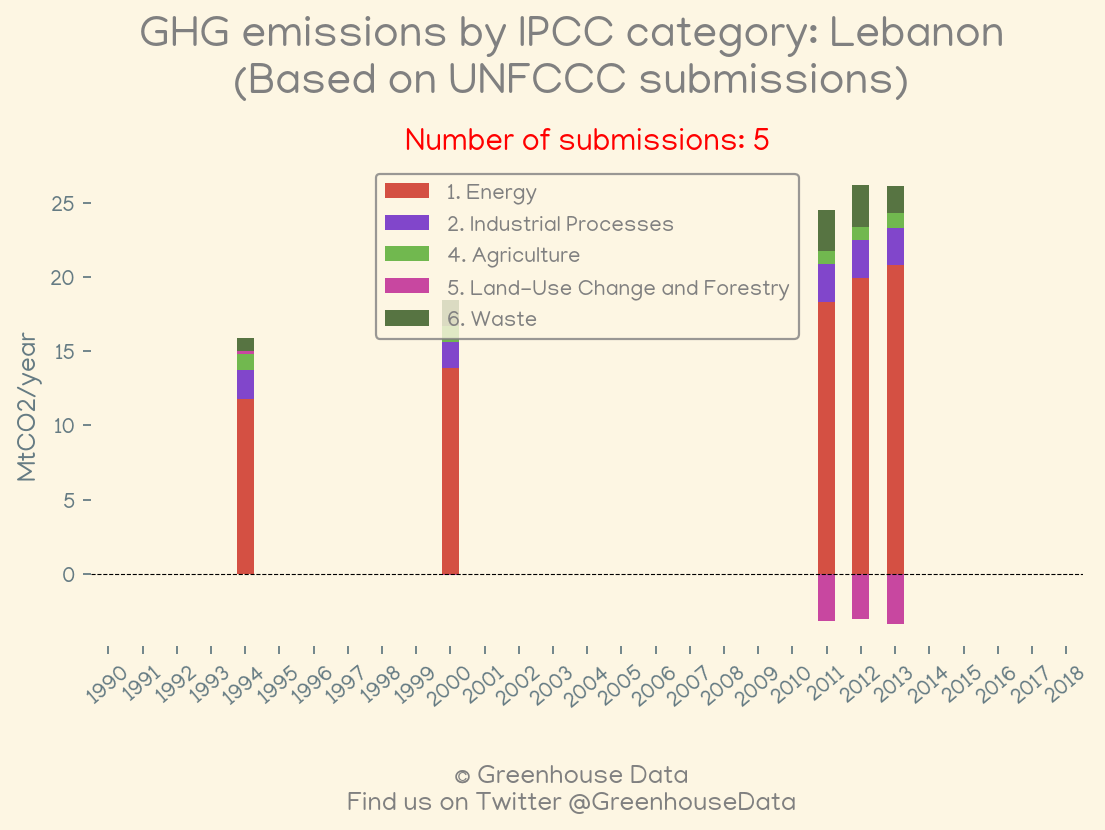 GHG emissions by IPCC category: Lebanon
(Based on UNFCCC submissions)
Number of submissions: 5
1. Energy
2. Industrial Processes
4. Agriculture
5. Land-Use Change and Forestry
6. Waste
MtCO2/year
25
20
15
10
5
0
1990 1991 1992 1993 1994 1995 1996 1997 1998 1999 2000 2001 2002 2003 2004 2005 2006 2007 2008 2009 2010 2011 2012 2013 2014 2015 2016 2017 2018
© Greenhouse Data
Find us on Twitter @GreenhouseData